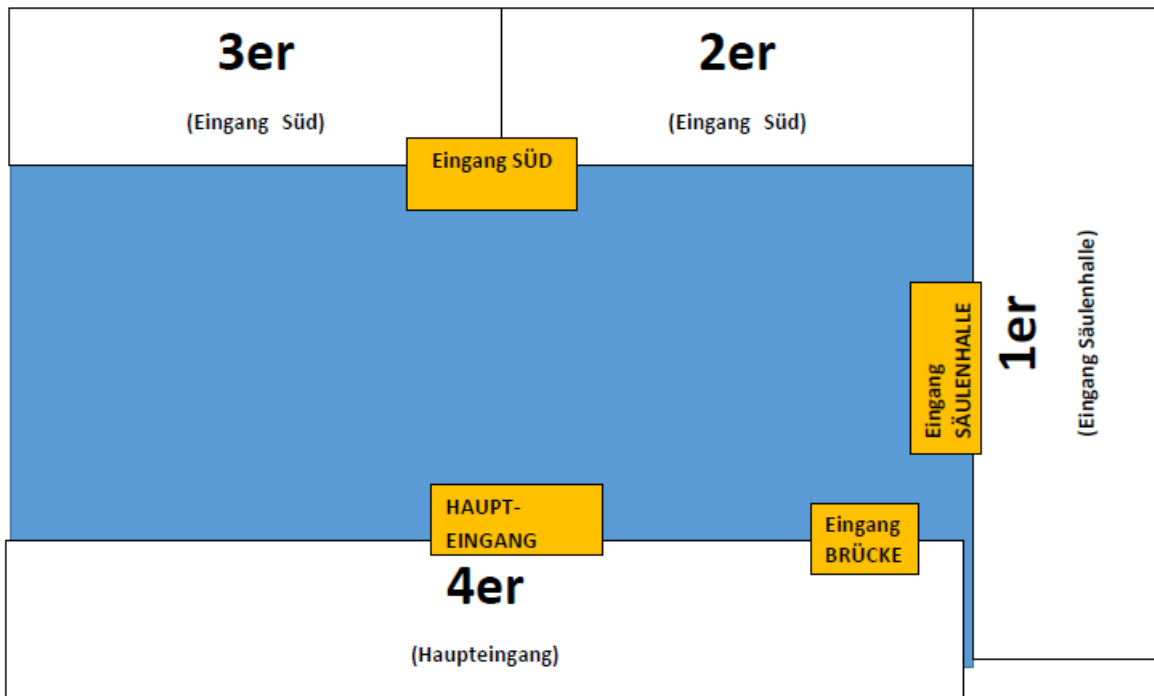 3er
(Eingang Süd)
2er
(Eingang Süd)
Eingang SÜD
Eingang
SÄULENHALLE
1er
(Eingang Säulenhalle)
HAUPT-
EINGANG
Eingang
BRÜCKE
4er
(Haupteingang)